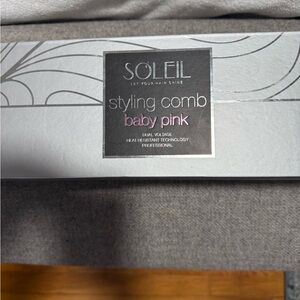 SOLEIL
LET YOUR HAIR SHINE
styling comb
baby pink
DUAL VOLTAGE
HEAT RESISTANT TECHNOLOGY
PROFESSIONAL